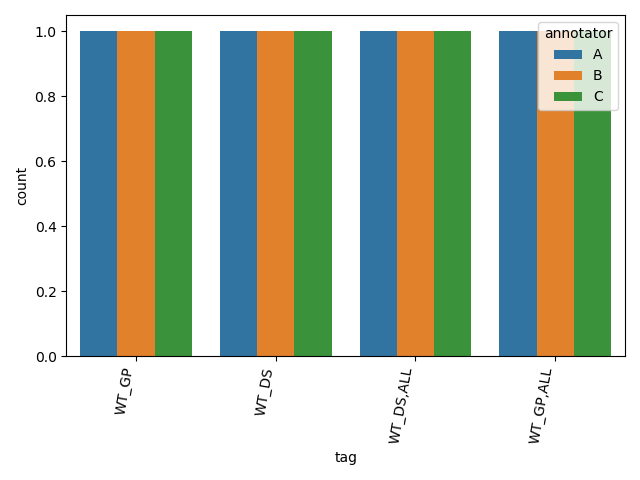 annotator
A
B
C
1.0
0.8
0.6
0.4
0.2
0.0
count
WT_GP
WT_DS
WT_DS,ALL
WT_GP,ALL
tag